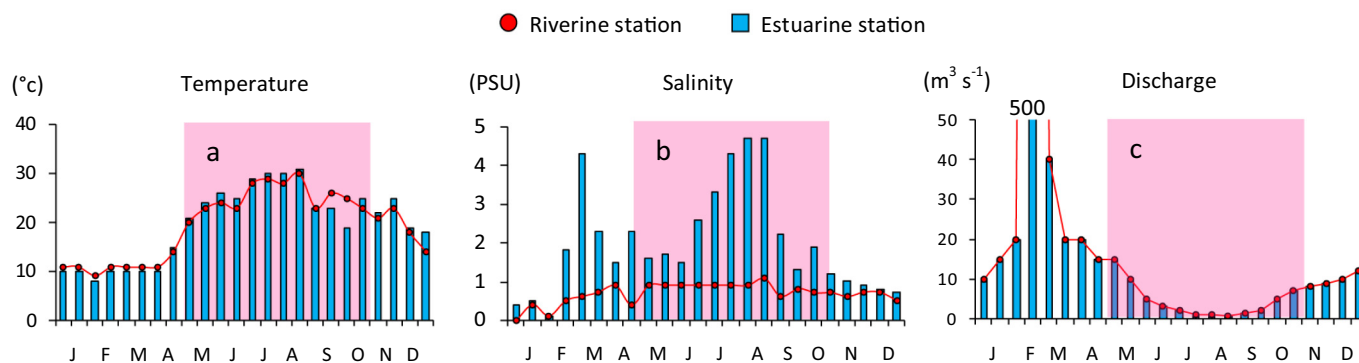 Riverine station Estuarine station
(°c) Temperature
40
30
20
10
0
a
J F M A M J J A S O N D
(PSU) Salinity
5
4
3
2
1
0
b
J F M A M J J A S O N D
(m³ s⁻¹) Discharge
500
50
40
30
20
10
0
c
J F M A M J J A S O N D